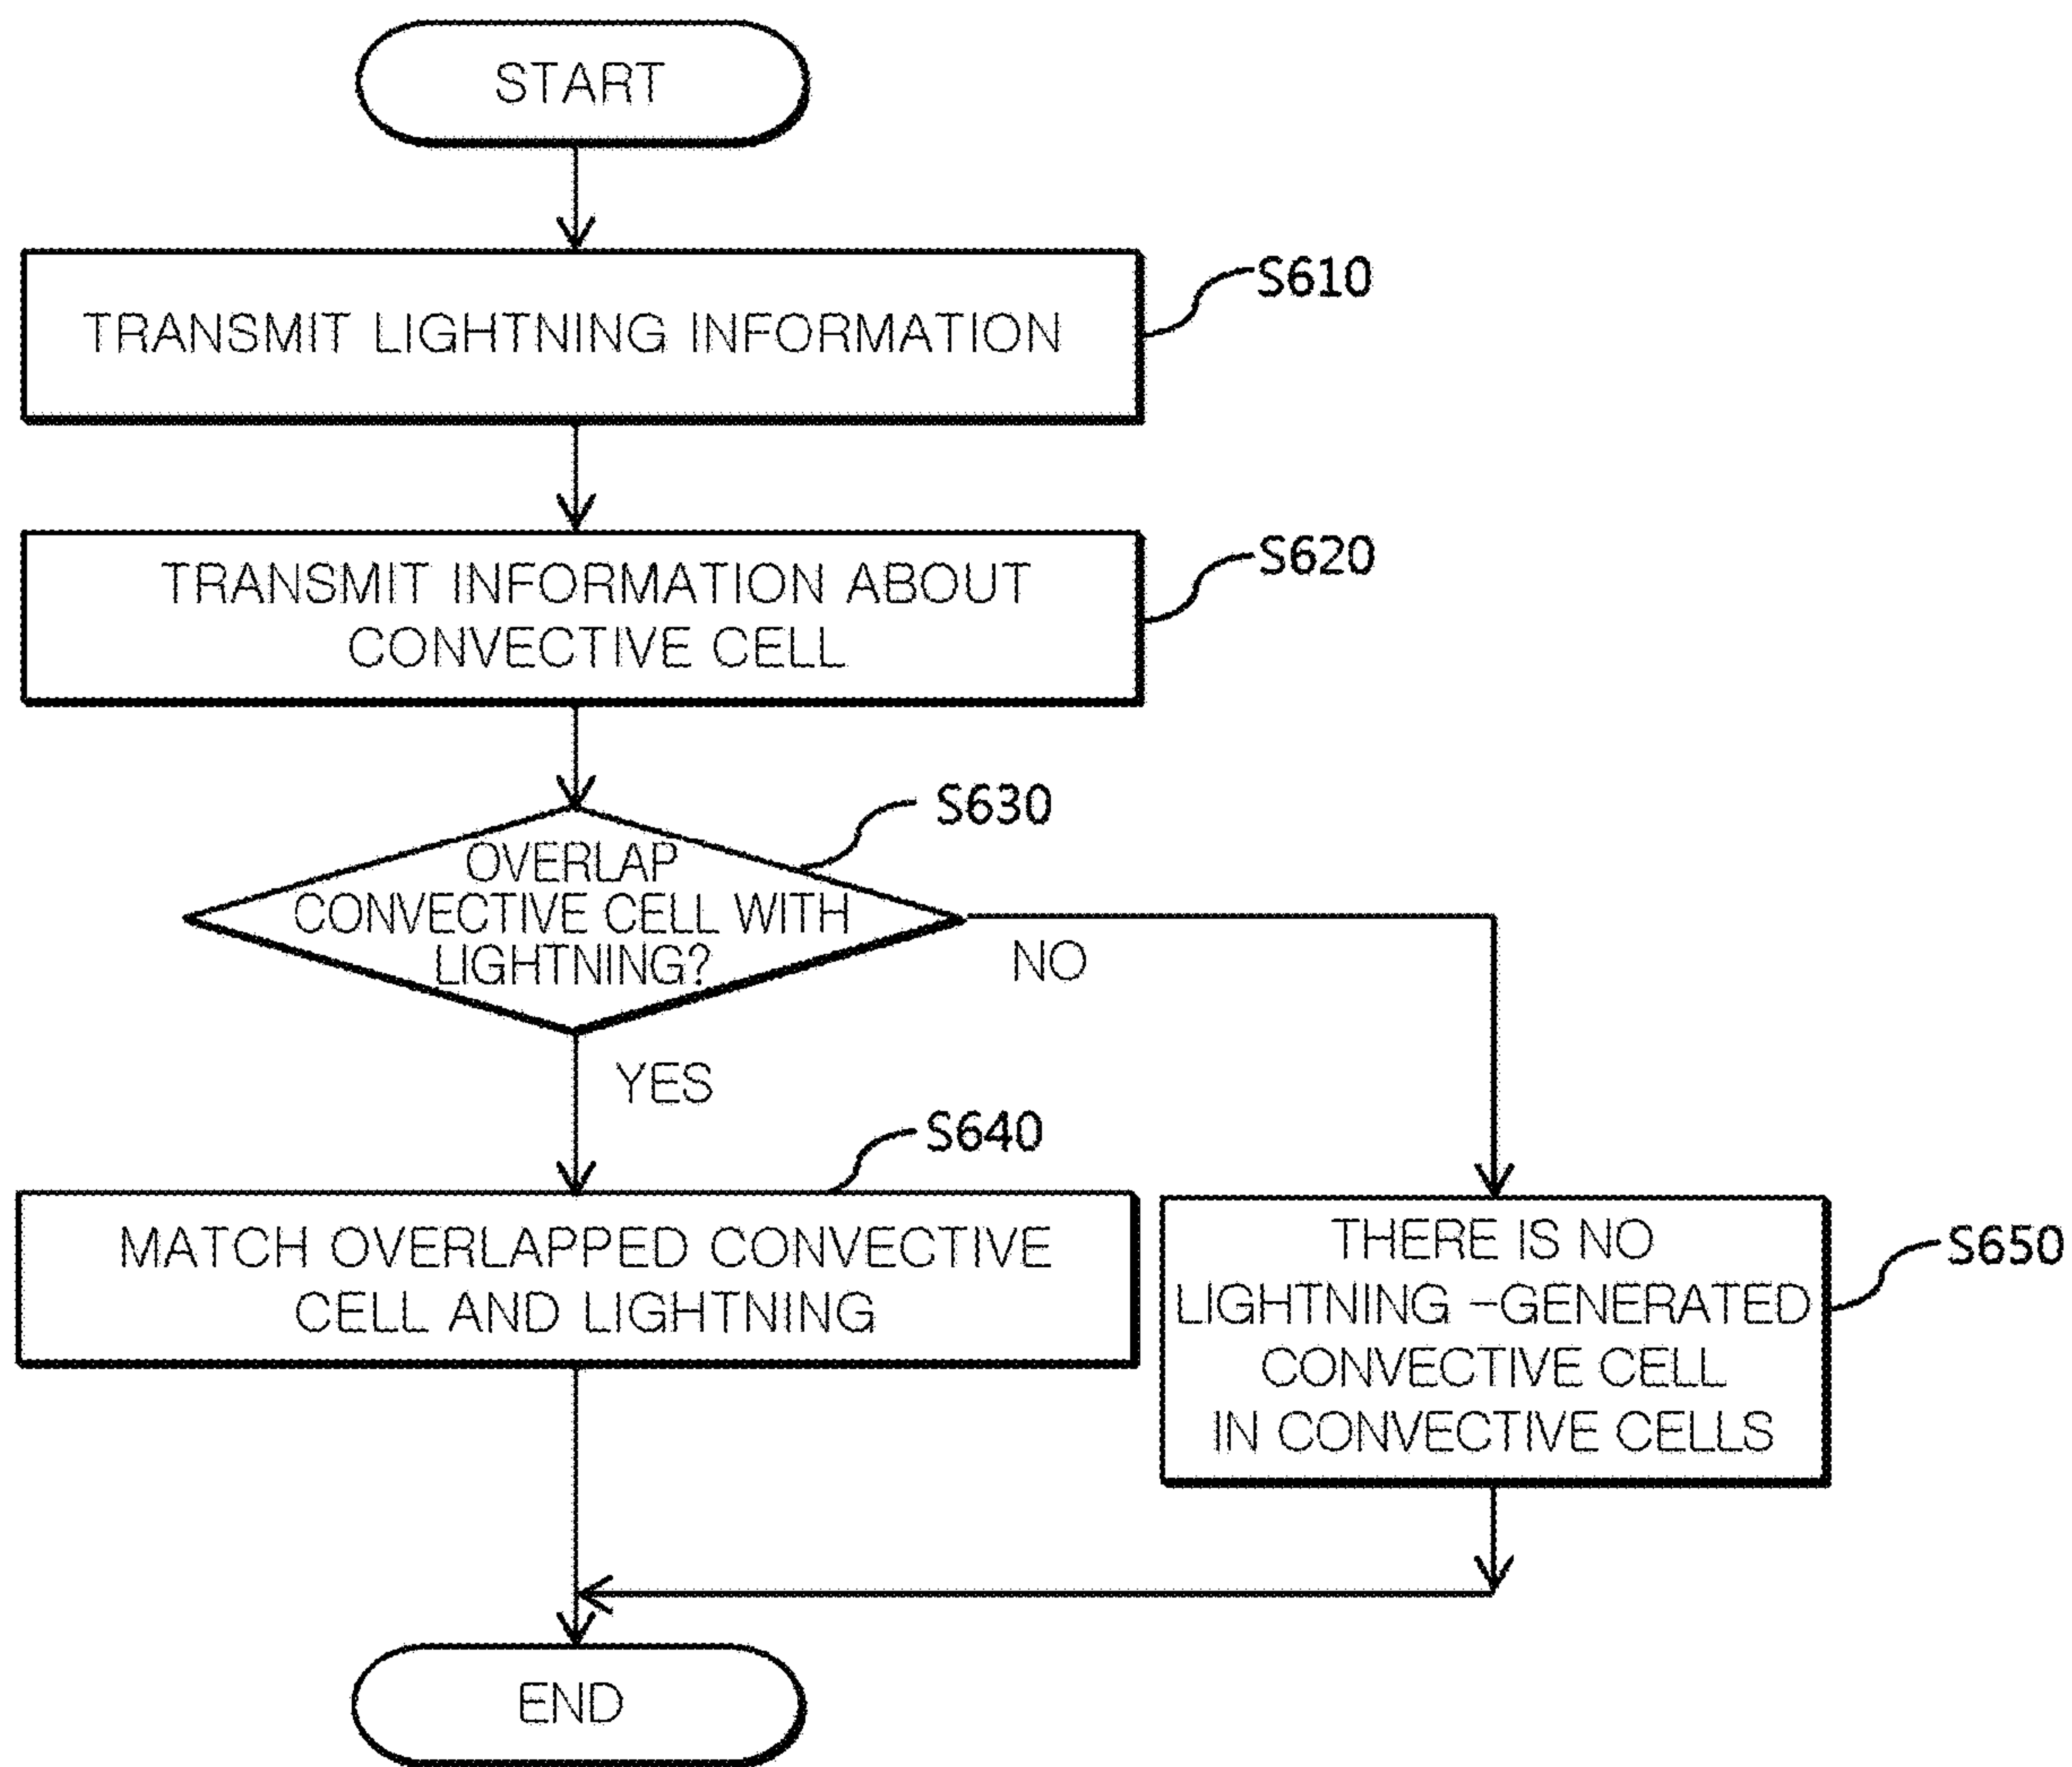 START
S610
TRANSMIT LIGHTNING INFORMATION
S620
TRANSMIT INFORMATION ABOUT
CONVECTIVE CELL
S630
OVERLAP
CONVECTIVE CELL WITH
LIGHTNING?
NO
YES
S640
MATCH OVERLAPPED CONVECTIVE
CELL AND LIGHTNING
S650
THERE IS NO
LIGHTNING –GENERATED
CONVECTIVE CELL
IN CONVECTIVE CELLS
END